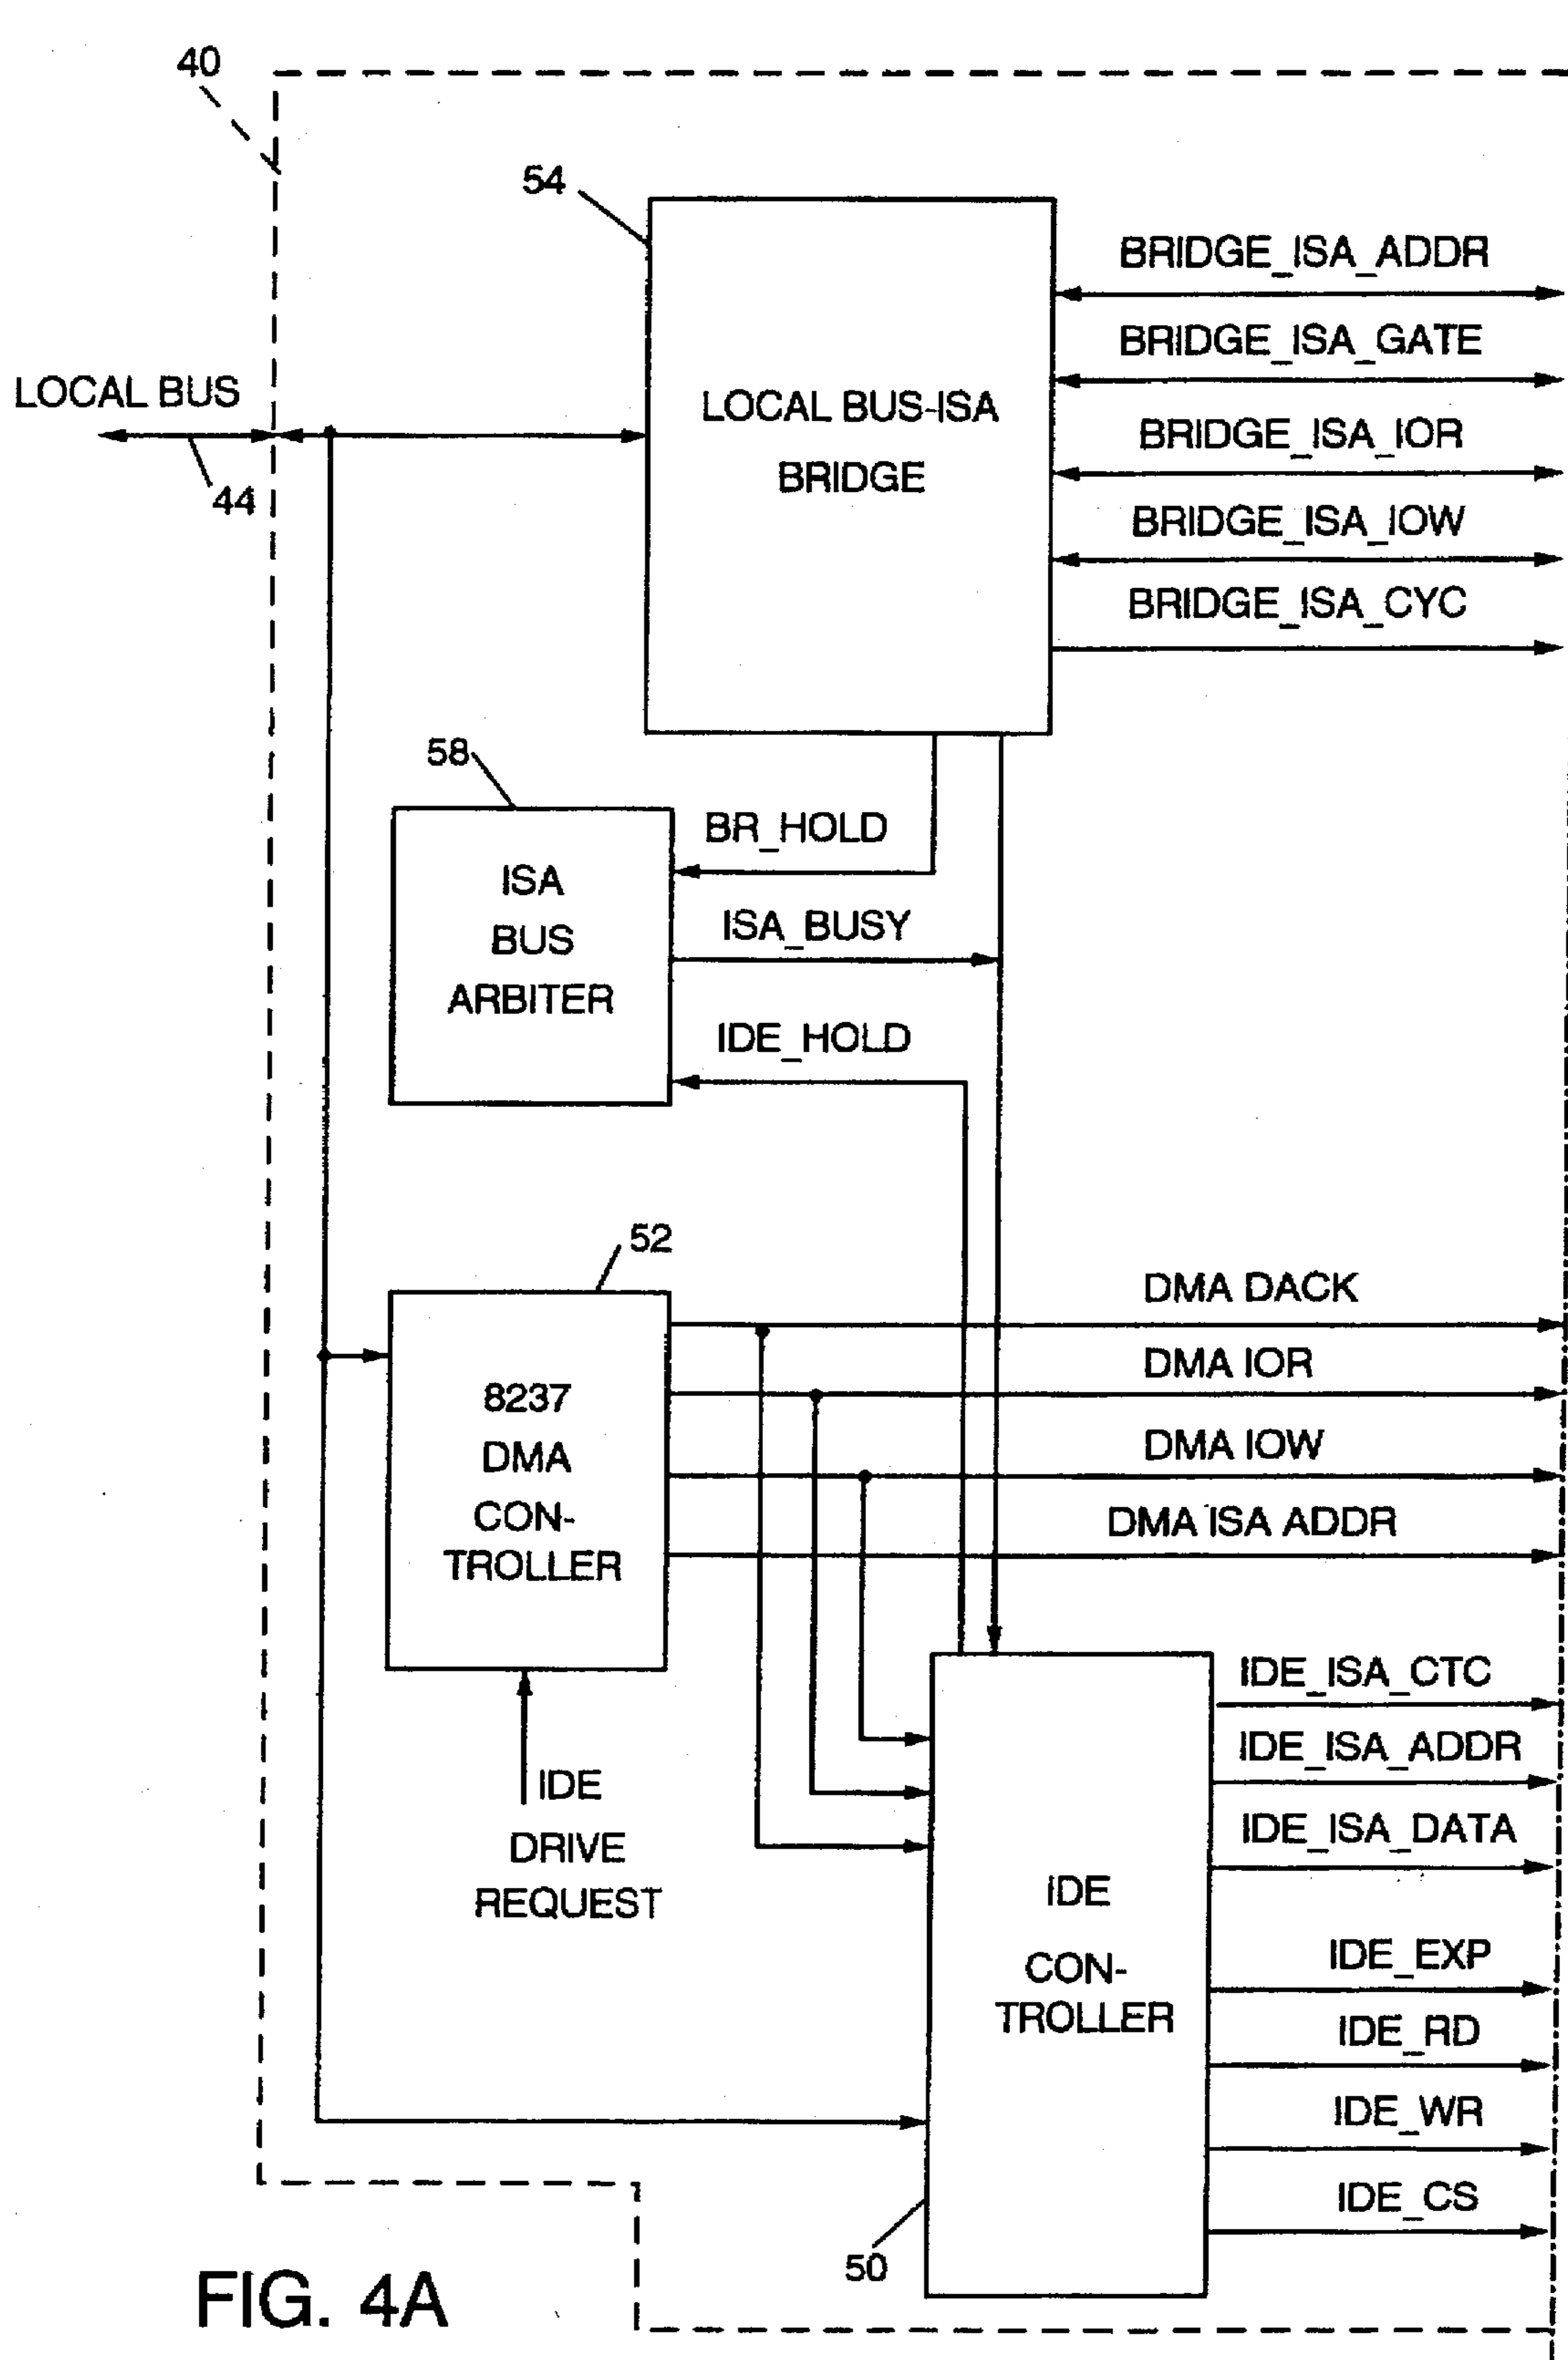 40
54
BRIDGE_ISA_ADDR
BRIDGE_ISA_GATE
LOCAL BUS
LOCAL BUS-ISA
BRIDGE
BRIDGE_ISA_IOR
44
BRIDGE_ISA_IOW
BRIDGE_ISA_CYC
58
BR_HOLD
ISA
BUS
ARBITER
ISA_BUSY
IDE_HOLD
52
DMA DACK
DMA IOR
8237
DMA
CON-
TROLLER
DMA IOW
DMA ISA ADDR
IDE_ISA_CTC
IDE_ISA_ADDR
IDE
DRIVE
REQUEST
IDE_ISA_DATA
IDE
CON-
TROLLER
IDE_EXP
IDE_RD
IDE_WR
IDE_CS
50
FIG. 4A